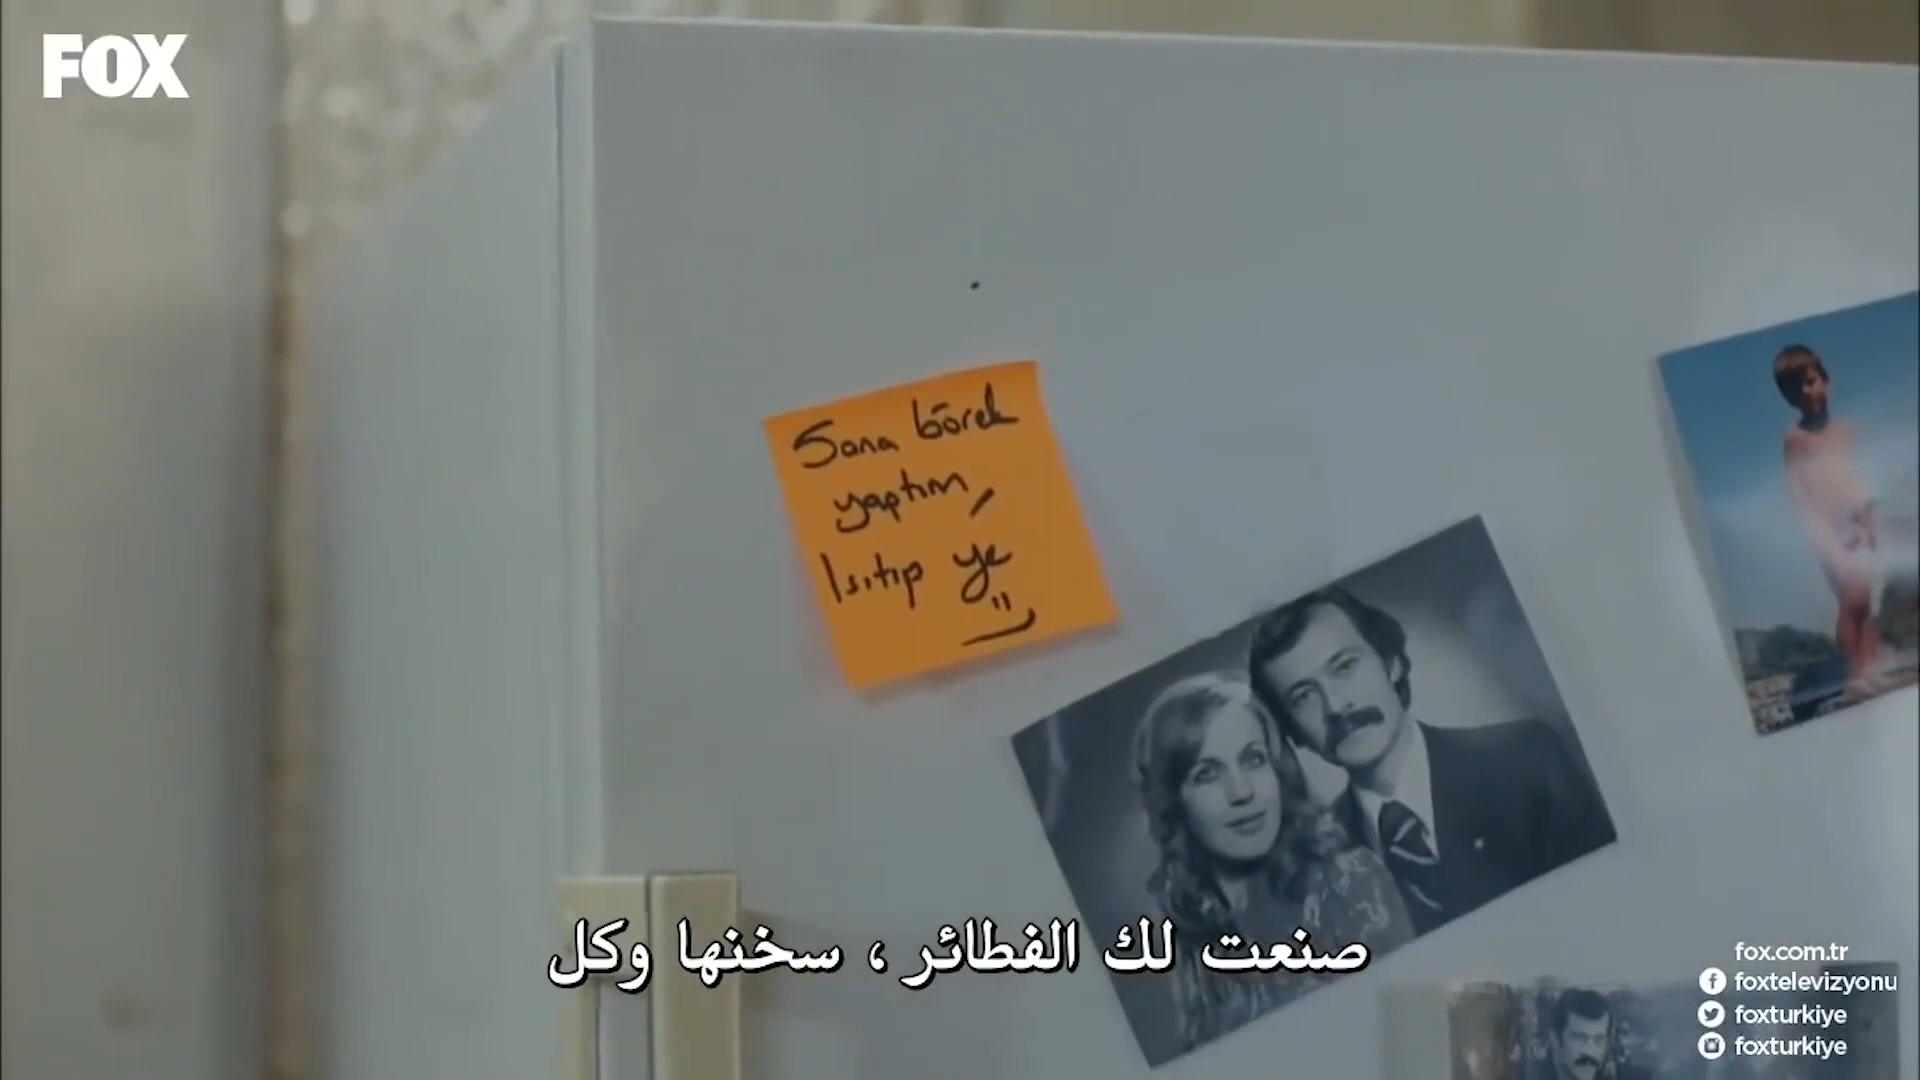 FOX
Sana börek
yaptım,
Isıtıp ye
صنعت لك الفطائر ، سخنها وكل
fox.com.tr
foxtelevizyonu
foxturkiye
foxturkiye